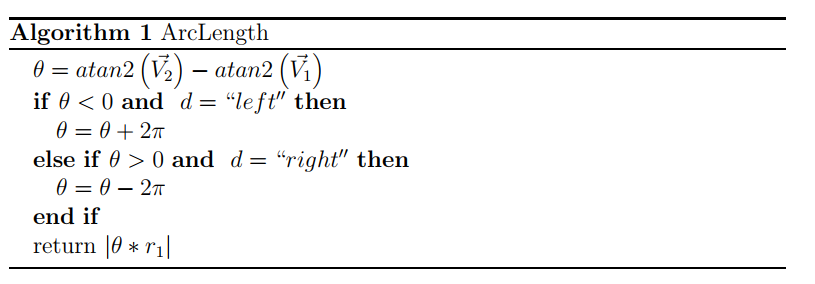 Algorithm 1 ArcLength
θ = atan2 (V⃗₂) − atan2 (V⃗₁)
if θ < 0 and d = “left” then
θ = θ + 2π
else if θ > 0 and d = “right” then
θ = θ − 2π
end if
return |θ ∗ r₁|